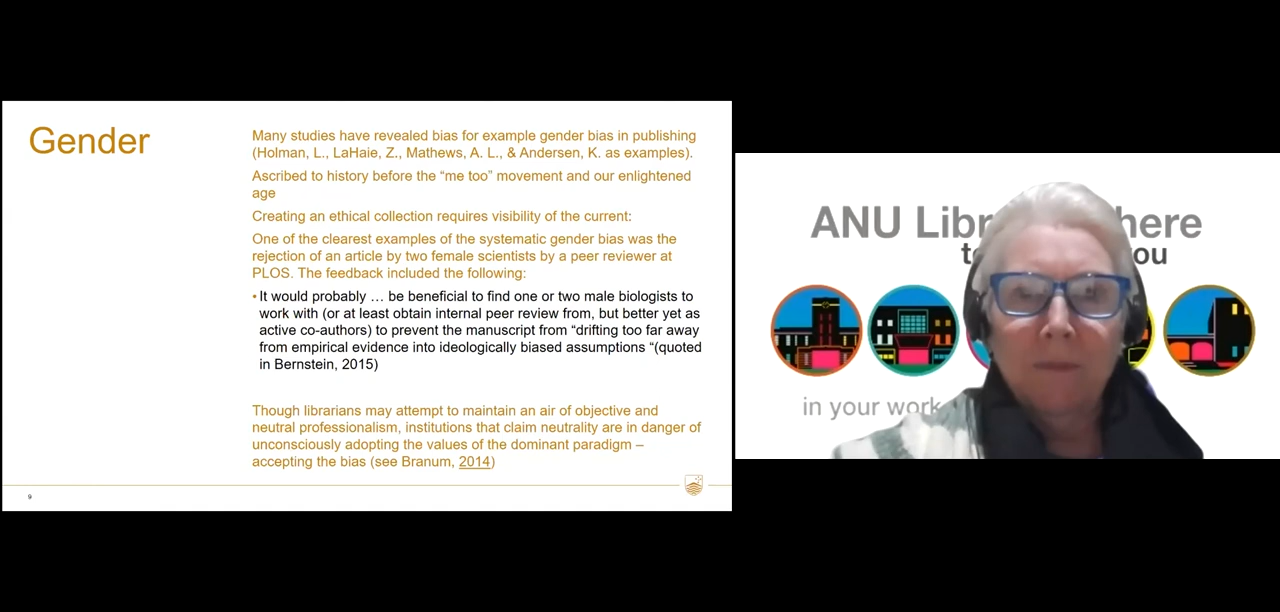 Gender
Many studies have revealed bias for example gender bias in publishing
(Holman, L., LaHaie, Z., Mathews, A. L., & Andersen, K. as examples).
Ascribed to history before the “me too” movement and our enlightened
age
Creating an ethical collection requires visibility of the current:
One of the clearest examples of the systematic gender bias was the
rejection of an article by two female scientists by a peer reviewer at
PLOS. The feedback included the following:
• It would probably … be beneficial to find one or two male biologists to
work with (or at least obtain internal peer review from, but better yet as
active co-authors) to prevent the manuscript from “drifting too far away
from empirical evidence into ideologically biased assumptions “(quoted
in Bernstein, 2015)
Though librarians may attempt to maintain an air of objective and
neutral professionalism, institutions that claim neutrality are in danger of
unconsciously adopting the values of the dominant paradigm –
accepting the bias (see Branum, 2014)
9
ANU Libr here
ou
in your work